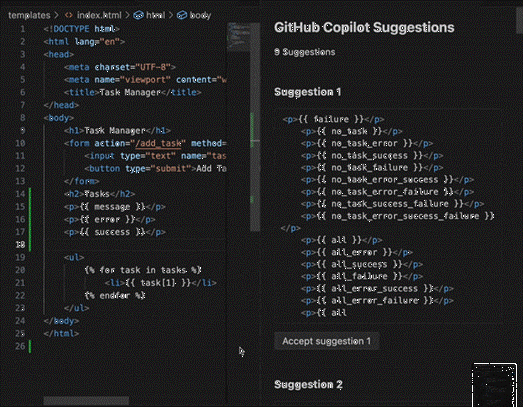 templates > index.html > html > body
1 <!DOCTYPE html>
2 <html lang="en">
3 <head>
4 <meta charset="UTF-8">
5 <meta name="viewport" content="w
6 <title>Task Manager</title>
7 </head>
8 <body>
9 <h1>Task Manager</h1>
10 <form action="/add_task" method=
11 <input type="text" name="tas
12 <button type="submit">Add Ta
13 </form>
14 <h2>Tasks</h2>
15 <p>{{ message }}</p>
16 <p>{{ error }}</p>
17 <p>{{ success }}</p>
18
19 <ul>
20 {% for task in tasks %}
21 <li>{{ task[1] }}</li>
22 {% endfor %}
23 </ul>
24 </body>
25 </html>
26
GitHub Copilot Suggestions
9 Suggestions
Suggestion 1
<p>{{ failure }}</p>
<p>{{ no_task }}</p>
<p>{{ no_task_error }}</p>
<p>{{ no_task_success }}</p>
<p>{{ no_task_failure }}</p>
<p>{{ no_task_error_success }}</p>
<p>{{ no_task_error_failure }}</p>
<p>{{ no_task_success_failure }}</p>
<p>{{ no_task_error_success_failure }}
</p>
<p>{{ all }}</p>
<p>{{ all_error }}</p>
<p>{{ all_success }}</p>
<p>{{ all_failure }}</p>
<p>{{ all_error_success }}</p>
<p>{{ all_error_failure }}</p>
<p>{{ all
Accept suggestion 1
Suggestion 2